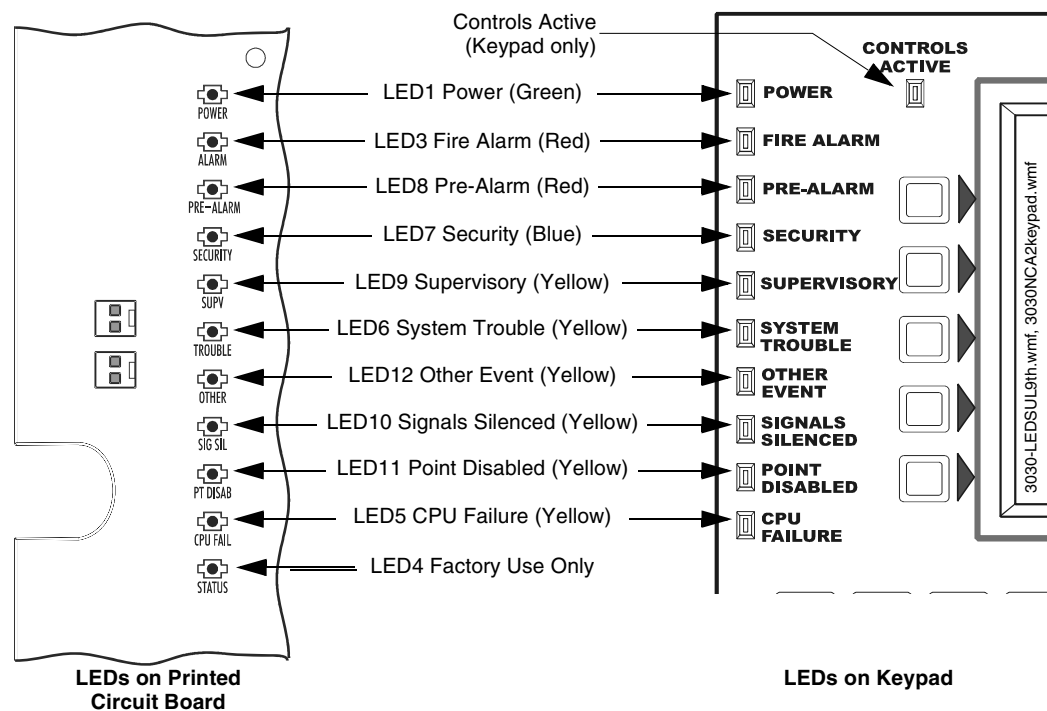 Controls Active
(Keypad only)
CONTROLS
ACTIVE
POWER
LED1 Power (Green)
POWER
ALARM
LED3 Fire Alarm (Red)
FIRE ALARM
PRE-ALARM
LED8 Pre-Alarm (Red)
PRE-ALARM
SECURITY
LED7 Security (Blue)
SECURITY
SUPV
LED9 Supervisory (Yellow)
SUPERVISORY
TROUBLE
LED6 System Trouble (Yellow)
SYSTEM
TROUBLE
OTHER
LED12 Other Event (Yellow)
OTHER
EVENT
SIG SIL
LED10 Signals Silenced (Yellow)
SIGNALS
SILENCED
PT DISAB
LED11 Point Disabled (Yellow)
POINT
DISABLED
CPU FAIL
LED5 CPU Failure (Yellow)
CPU
FAILURE
STATUS
LED4 Factory Use Only
3030-LEDSUL9th.wmf, 3030NCA2keypad.wmf
LEDs on Printed
Circuit Board
LEDs on Keypad